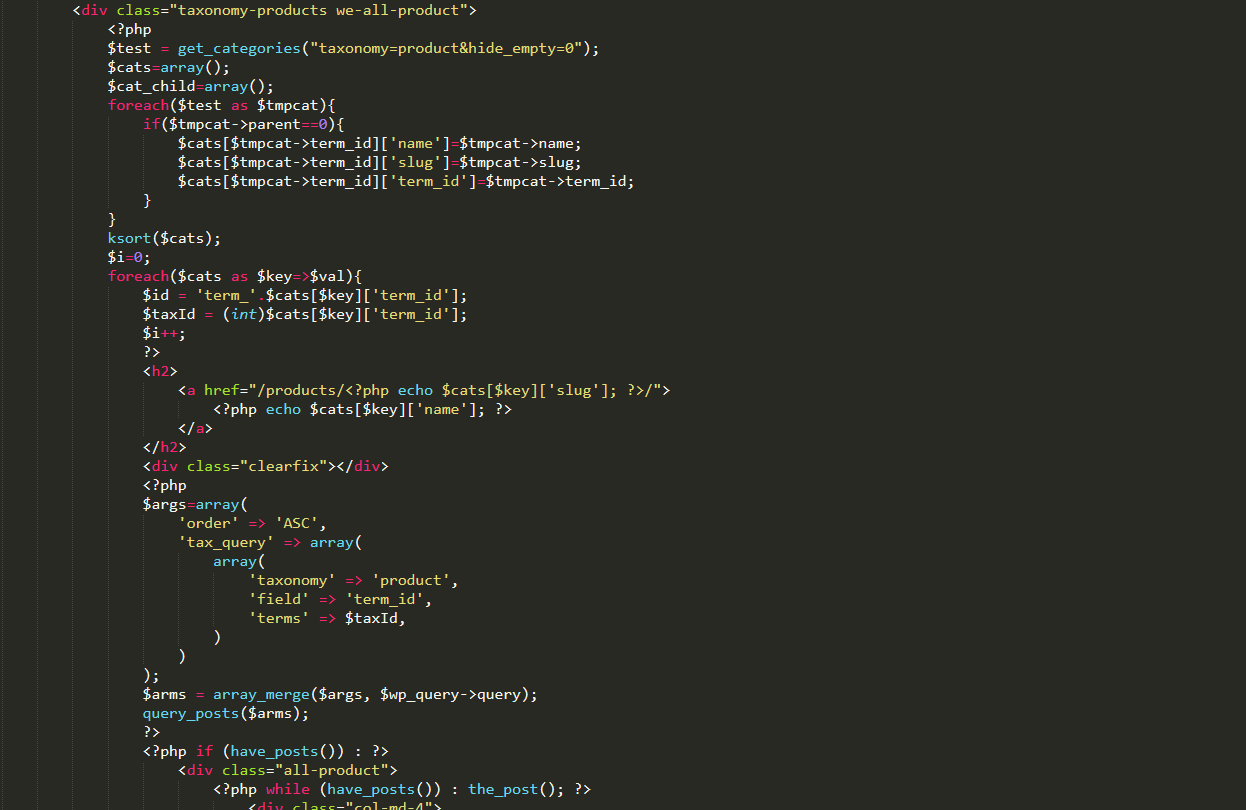 <div class="taxonomy-products we-all-product">
<?php
$test = get_categories("taxonomy=product&hide_empty=0");
$cats=array();
$cat_child=array();
foreach($test as $tmpcat){
if($tmpcat->parent==0){
$cats[$tmpcat->term_id]['name']=$tmpcat->name;
$cats[$tmpcat->term_id]['slug']=$tmpcat->slug;
$cats[$tmpcat->term_id]['term_id']=$tmpcat->term_id;
}
}
ksort($cats);
$i=0;
foreach($cats as $key=>$val){
$id = 'term_'.$cats[$key]['term_id'];
$taxId = (int)$cats[$key]['term_id'];
$i++;
?>
<h2>
<a href="/products/<?php echo $cats[$key]['slug']; ?>/">
<?php echo $cats[$key]['name']; ?>
</a>
</h2>
<div class="clearfix"></div>
<?php
$args=array(
'order' => 'ASC',
'tax_query' => array(
array(
'taxonomy' => 'product',
'field' => 'term_id',
'terms' => $taxId,
)
)
);
$arms = array_merge($args, $wp_query->query);
query_posts($arms);
?>
<?php if (have_posts()) : ?>
<div class="all-product">
<?php while (have_posts()) : the_post(); ?>
<div class="col-md-4">